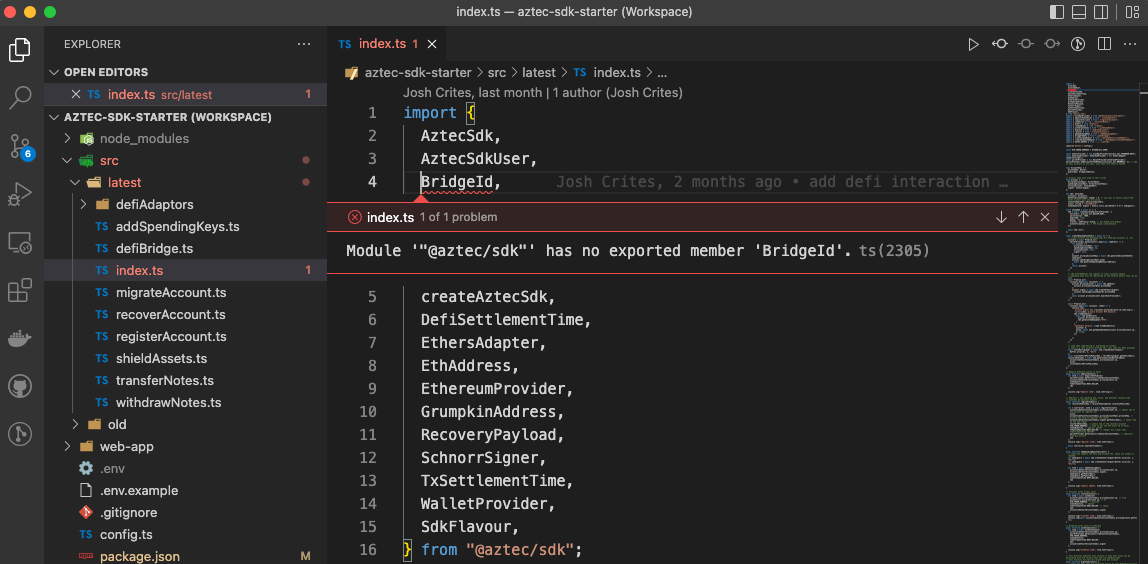 index.ts — aztec-sdk-starter (Workspace)
EXPLORER
OPEN EDITORS
TS index.ts src/latest 1
AZTEC-SDK-STARTER (WORKSPACE)
node_modules
src
latest
defiAdaptors
TS addSpendingKeys.ts
TS defiBridge.ts
TS index.ts 1
TS migrateAccount.ts
TS recoverAccount.ts
TS registerAccount.ts
TS shieldAssets.ts
TS transferNotes.ts
TS withdrawNotes.ts
old
web-app
.env
.env.example
.gitignore
TS config.ts
package.json M
6
TS index.ts 1
aztec-sdk-starter > src > latest > TS index.ts > ...
Josh Crites, last month | 1 author (Josh Crites)
1 import {
2 AztecSdk,
3 AztecSdkUser,
4 BridgeId, Josh Crites, 2 months ago • add defi interaction …
index.ts 1 of 1 problem
Module '"@aztec/sdk"' has no exported member 'BridgeId'. ts(2305)
5 createAztecSdk,
6 DefiSettlementTime,
7 EthersAdapter,
8 EthAddress,
9 EthereumProvider,
10 GrumpkinAddress,
11 RecoveryPayload,
12 SchnorrSigner,
13 TxSettlementTime,
14 WalletProvider,
15 SdkFlavour,
16 } from "@aztec/sdk";